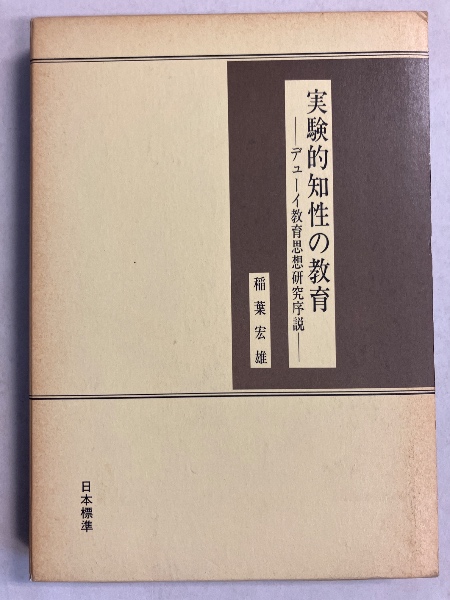 実験的知性の教育
──デューイ教育思想研究序説──
稲葉宏雄
日本標準